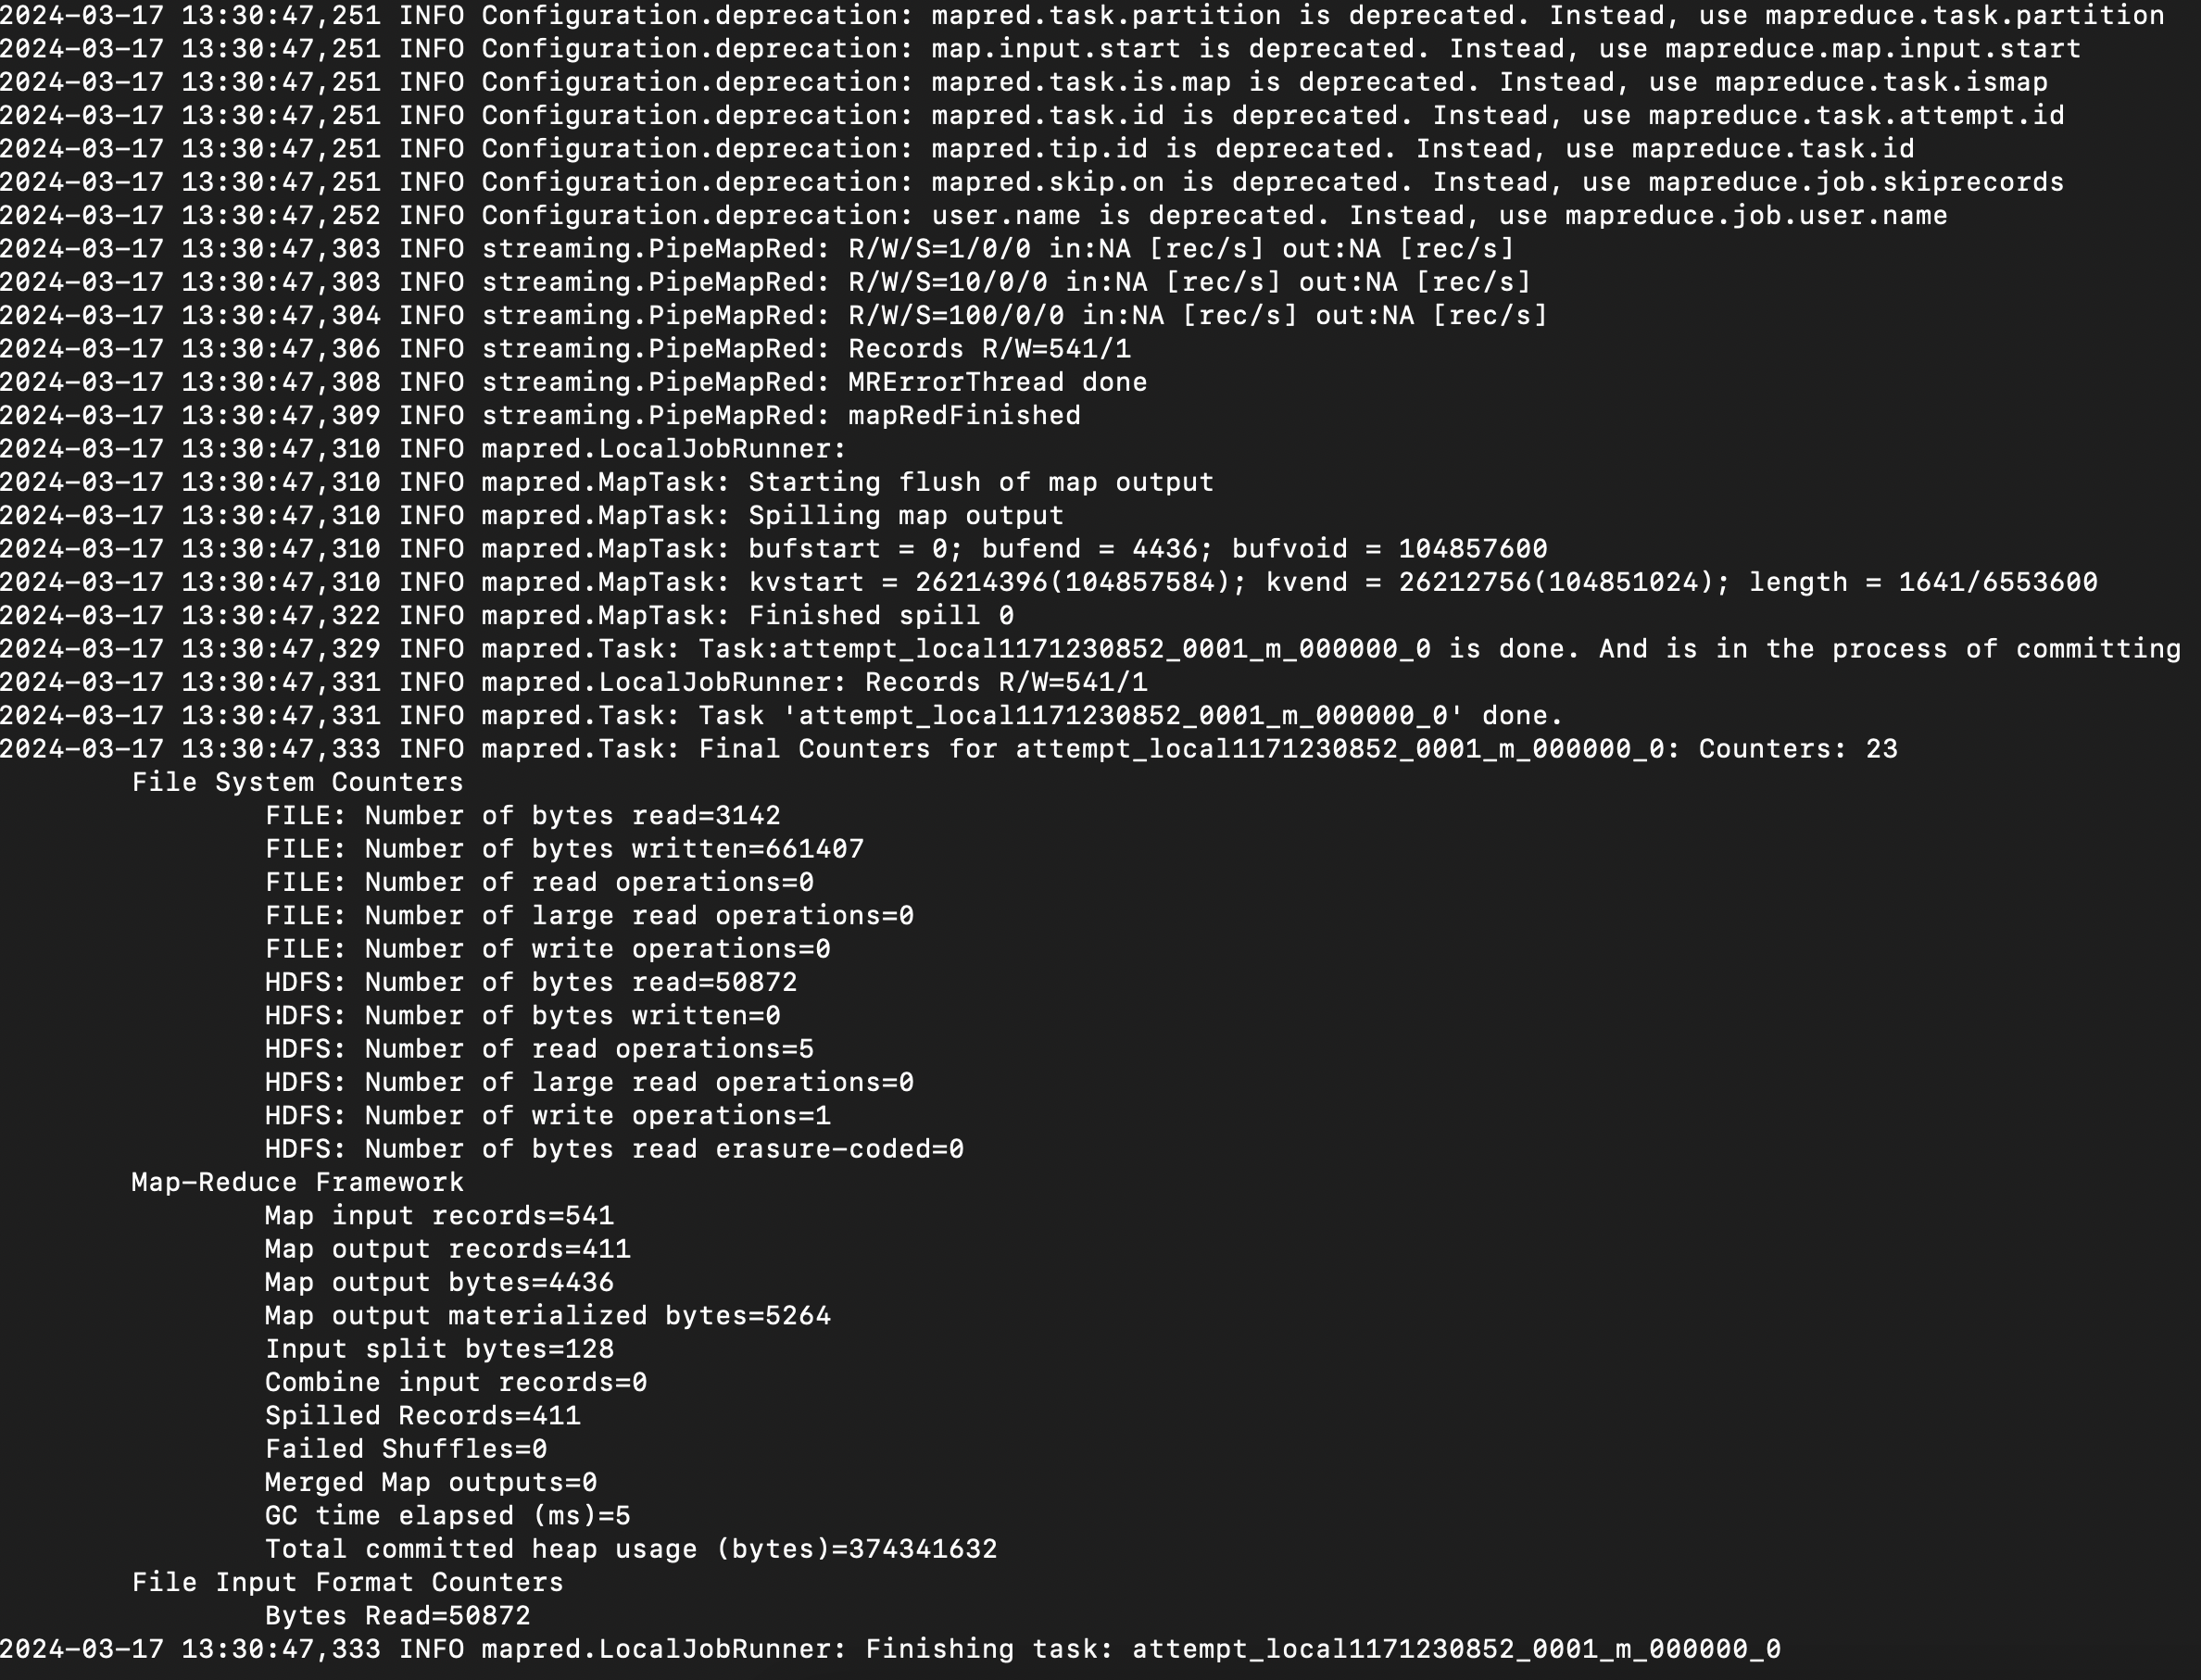 2024-03-17 13:30:47,251 INFO Configuration.deprecation: mapred.task.partition is deprecated. Instead, use mapreduce.task.partition
2024-03-17 13:30:47,251 INFO Configuration.deprecation: map.input.start is deprecated. Instead, use mapreduce.map.input.start
2024-03-17 13:30:47,251 INFO Configuration.deprecation: mapred.task.is.map is deprecated. Instead, use mapreduce.task.ismap
2024-03-17 13:30:47,251 INFO Configuration.deprecation: mapred.task.id is deprecated. Instead, use mapreduce.task.attempt.id
2024-03-17 13:30:47,251 INFO Configuration.deprecation: mapred.tip.id is deprecated. Instead, use mapreduce.task.id
2024-03-17 13:30:47,251 INFO Configuration.deprecation: mapred.skip.on is deprecated. Instead, use mapreduce.job.skiprecords
2024-03-17 13:30:47,252 INFO Configuration.deprecation: user.name is deprecated. Instead, use mapreduce.job.user.name
2024-03-17 13:30:47,303 INFO streaming.PipeMapRed: R/W/S=1/0/0 in:NA [rec/s] out:NA [rec/s]
2024-03-17 13:30:47,303 INFO streaming.PipeMapRed: R/W/S=10/0/0 in:NA [rec/s] out:NA [rec/s]
2024-03-17 13:30:47,304 INFO streaming.PipeMapRed: R/W/S=100/0/0 in:NA [rec/s] out:NA [rec/s]
2024-03-17 13:30:47,306 INFO streaming.PipeMapRed: Records R/W=541/1
2024-03-17 13:30:47,308 INFO streaming.PipeMapRed: MRErrorThread done
2024-03-17 13:30:47,309 INFO streaming.PipeMapRed: mapRedFinished
2024-03-17 13:30:47,310 INFO mapred.LocalJobRunner:
2024-03-17 13:30:47,310 INFO mapred.MapTask: Starting flush of map output
2024-03-17 13:30:47,310 INFO mapred.MapTask: Spilling map output
2024-03-17 13:30:47,310 INFO mapred.MapTask: bufstart = 0; bufend = 4436; bufvoid = 104857600
2024-03-17 13:30:47,310 INFO mapred.MapTask: kvstart = 26214396(104857584); kvend = 26212756(104851024); length = 1641/6553600
2024-03-17 13:30:47,322 INFO mapred.MapTask: Finished spill 0
2024-03-17 13:30:47,329 INFO mapred.Task: Task:attempt_local1171230852_0001_m_000000_0 is done. And is in the process of committing
2024-03-17 13:30:47,331 INFO mapred.LocalJobRunner: Records R/W=541/1
2024-03-17 13:30:47,331 INFO mapred.Task: Task 'attempt_local1171230852_0001_m_000000_0' done.
2024-03-17 13:30:47,333 INFO mapred.Task: Final Counters for attempt_local1171230852_0001_m_000000_0: Counters: 23
File System Counters
FILE: Number of bytes read=3142
FILE: Number of bytes written=661407
FILE: Number of read operations=0
FILE: Number of large read operations=0
FILE: Number of write operations=0
HDFS: Number of bytes read=50872
HDFS: Number of bytes written=0
HDFS: Number of read operations=5
HDFS: Number of large read operations=0
HDFS: Number of write operations=1
HDFS: Number of bytes read erasure-coded=0
Map-Reduce Framework
Map input records=541
Map output records=411
Map output bytes=4436
Map output materialized bytes=5264
Input split bytes=128
Combine input records=0
Spilled Records=411
Failed Shuffles=0
Merged Map outputs=0
GC time elapsed (ms)=5
Total committed heap usage (bytes)=374341632
File Input Format Counters
Bytes Read=50872
2024-03-17 13:30:47,333 INFO mapred.LocalJobRunner: Finishing task: attempt_local1171230852_0001_m_000000_0